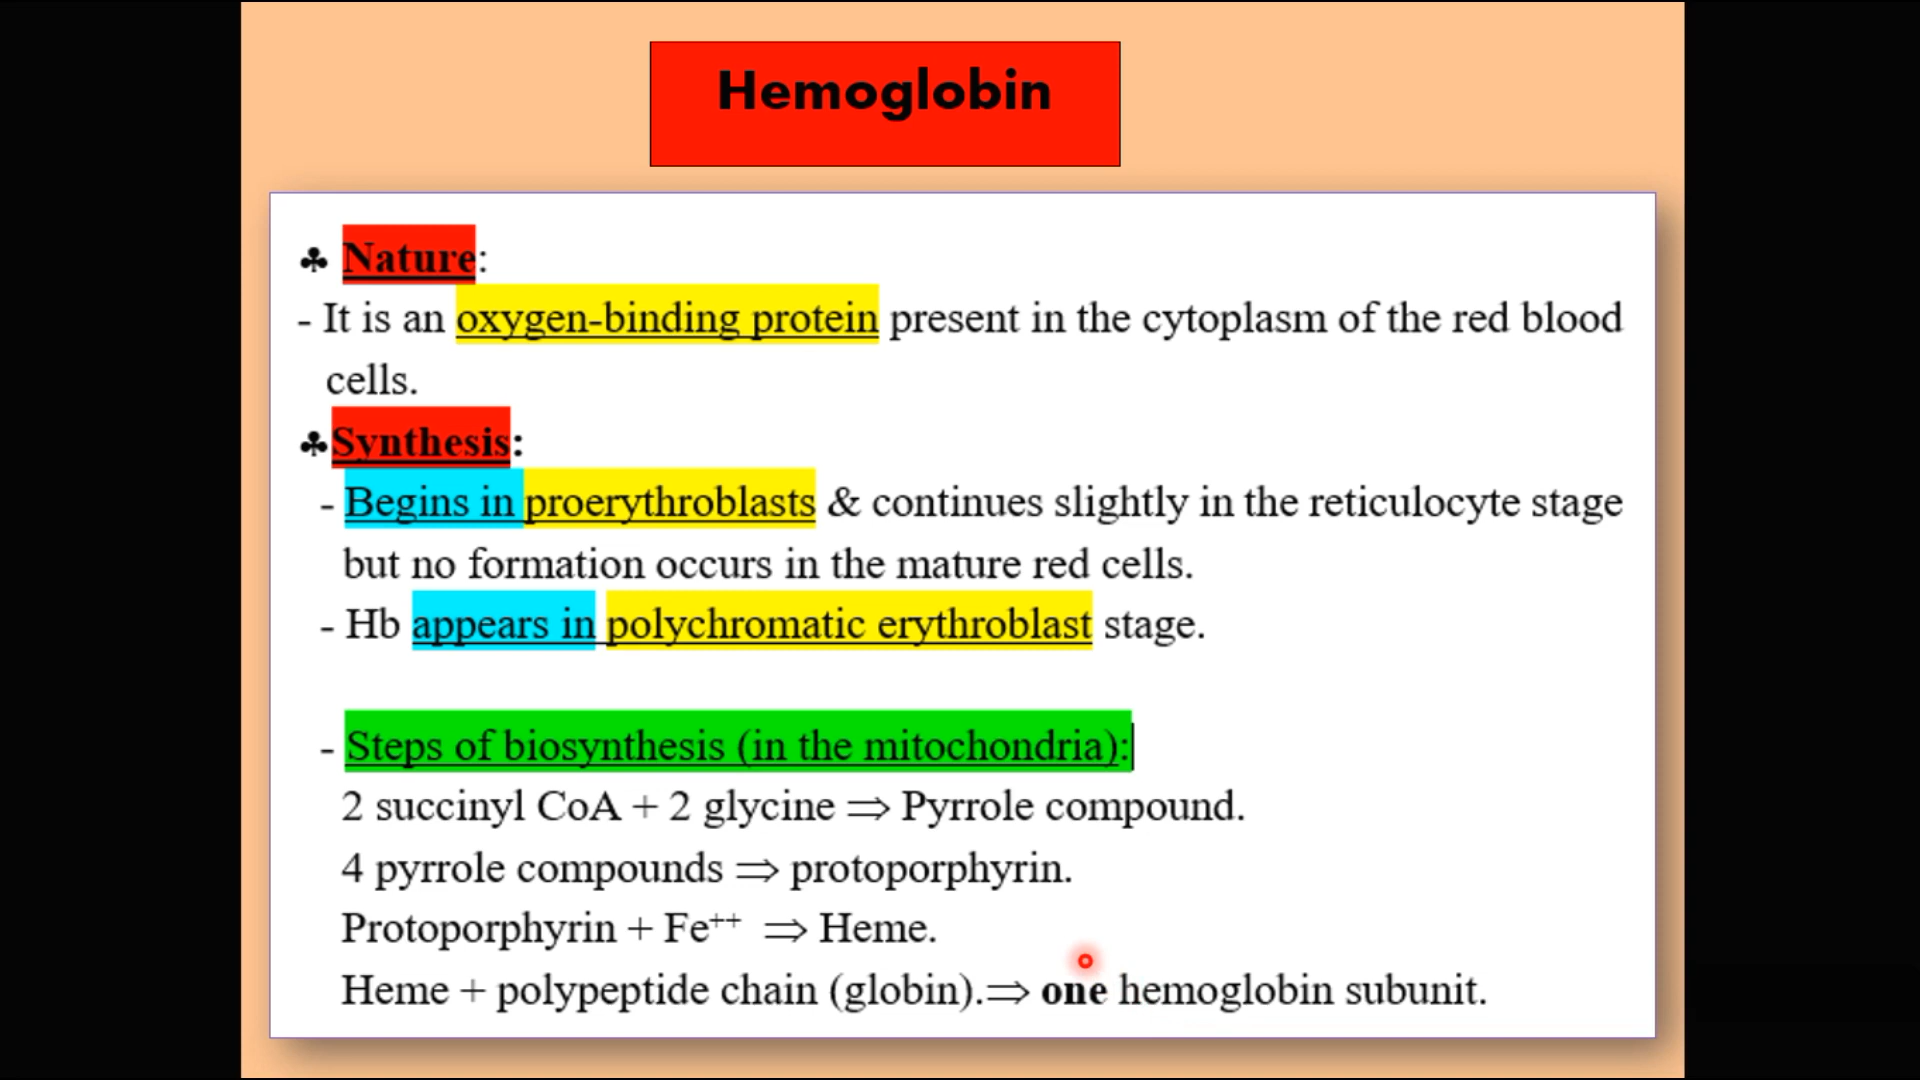 Hemoglobin
♣ Nature:
- It is an oxygen-binding protein present in the cytoplasm of the red blood
cells.
♣Synthesis:
- Begins in proerythroblasts & continues slightly in the reticulocyte stage
but no formation occurs in the mature red cells.
- Hb appears in polychromatic erythroblast stage.
- Steps of biosynthesis (in the mitochondria):
2 succinyl CoA + 2 glycine ⇒ Pyrrole compound.
4 pyrrole compounds ⇒ protoporphyrin.
Protoporphyrin + Fe⁺⁺ ⇒ Heme.
Heme + polypeptide chain (globin).⇒ one hemoglobin subunit.